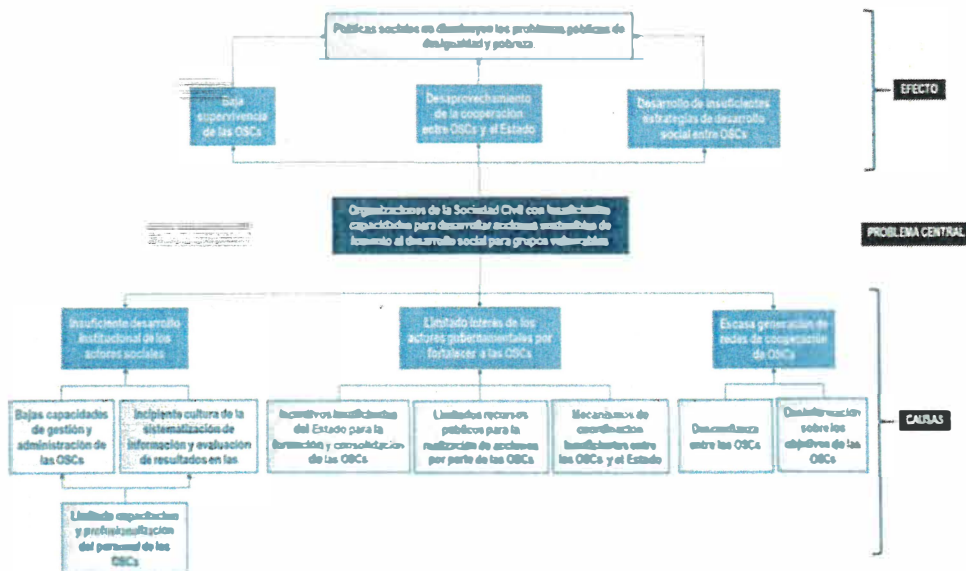 Políticas sociales no disminuyen los problemas públicos de
desigualdad y pobreza
EFECTO
Baja
supervivencia
de las OSCs
Desaprovechamiento
de la cooperación
entre OSCs y el Estado
Desarrollo de insuficientes
estrategias de desarrollo
social entre OSCs
Organizaciones de la Sociedad Civil con insuficientes
capacidades para desarrollar acciones sostenibles de
fomento al desarrollo social para grupos vulnerables
PROBLEMA CENTRAL
Insuficiente desarrollo
institucional de los
actores sociales
Limitado interés de los
actores gubernamentales por
fortalecer a las OSCs
Escasa generación de
redes de cooperación
de OSCs
Bajas capacidades
de gestión y
administración de
las OSCs
Incipiente cultura de la
sistematización de
información y evaluación
de resultados en las
Incentivos insuficientes
del Estado para la
formación y consolidación
de las OSCs
Limitados recursos
públicos para la
realización de acciones
por parte de las OSCs
Mecanismos de
coordinación
insuficientes entre
las OSCs y el Estado
Desconfianza
entre las OSCs
Desinformación
sobre los
objetivos de las
OSCs
CAUSAS
Limitada capacitación
y profesionalización
del personal de las
OSCs